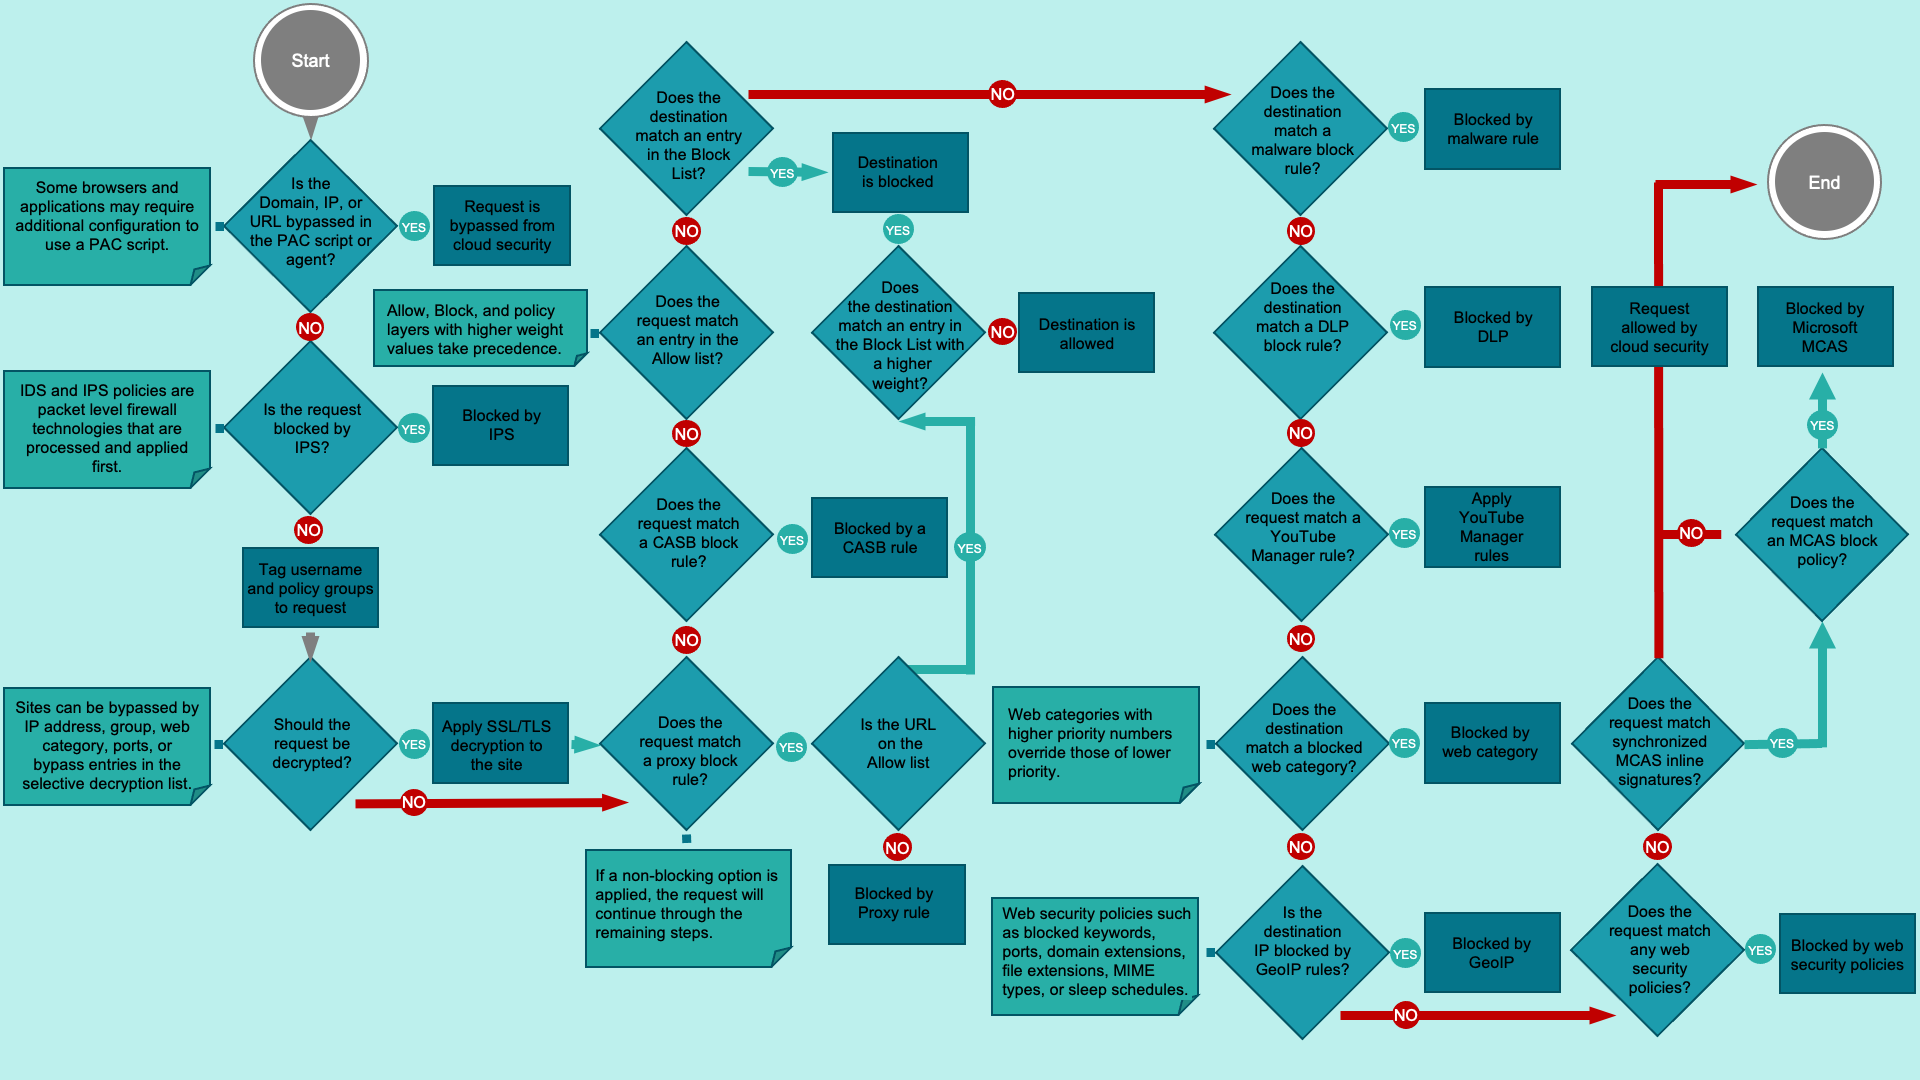 Start
Is the
Domain, IP, or
URL bypassed in
the PAC script or
agent?
Some browsers and
applications may require
additional configuration to
use a PAC script.
YES
Request is
bypassed from
cloud security
NO
Is the request
blocked by
IPS?
IDS and IPS policies are
packet level firewall
technologies that are
processed and applied
first.
YES
Blocked by
IPS
NO
Tag username
and policy groups
to request
Should the
request be
decrypted?
Sites can be bypassed by
IP address, group, web
category, ports, or
bypass entries in the
selective decryption list.
YES
Apply SSL/TLS
decryption to
the site
NO
Does the
request match
a proxy block
rule?
If a non-blocking option is
applied, the request will
continue through the
remaining steps.
YES
Is the URL
on the
Allow list
NO
Blocked by
Proxy rule
YES
NO
Does the
request match
a CASB block
rule?
YES
Blocked by a
CASB rule
NO
Does the
request match
an entry in the
Allow list?
Allow, Block, and policy
layers with higher weight
values take precedence.
NO
Does the
destination
match an entry
in the Block
List?
YES
Destination
is blocked
YES
Does
the destination
match an entry in
the Block List with
a higher
weight?
NO
Destination is
allowed
NO
Does the
destination
match a
malware block
rule?
YES
Blocked by
malware rule
NO
Does the
destination
match a DLP
block rule?
YES
Blocked by
DLP
NO
Does the
request match a
YouTube
Manager rule?
YES
Apply
YouTube
Manager
rules
NO
Does the
destination
match a blocked
web category?
Web categories with
higher priority numbers
override those of lower
priority.
YES
Blocked by
web category
NO
Is the
destination
IP blocked by
GeoIP rules?
Web security policies such
as blocked keywords,
ports, domain extensions,
file extensions, MIME
types, or sleep schedules.
YES
Blocked by
GeoIP
NO
Does the
request match
any web
security
policies?
YES
Blocked by web
security policies
NO
Does the
request match
synchronized
MCAS inline
signatures?
YES
Does the
request match
an MCAS block
policy?
YES
Blocked by
Microsoft
MCAS
NO
Request
allowed by
cloud security
End